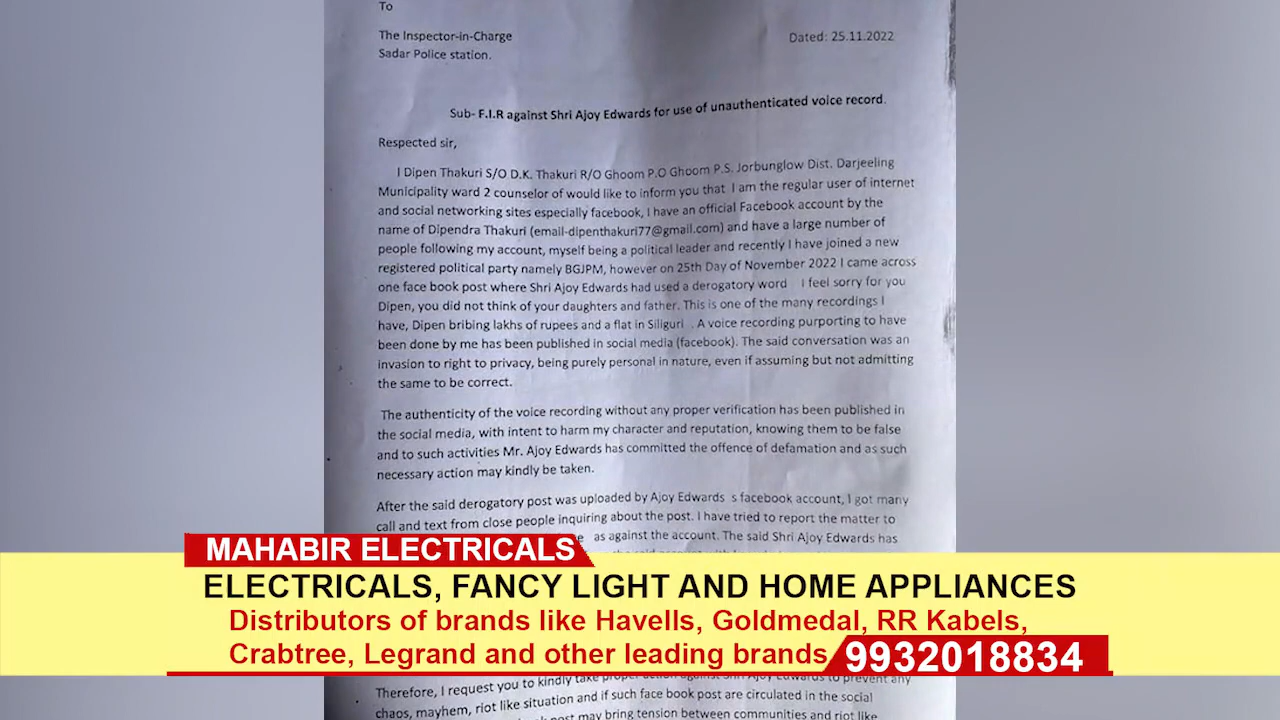 To
The Inspector-in-Charge
Dated: 25.11.2022
Sadar Police station.
Sub- F.I.R against Shri Ajoy Edwards for use of unauthenticated voice record.
Respected sir,
I Dipen Thakuri S/O D.K. Thakuri R/O Ghoom P.O Ghoom P.S. Jorbunglow Dist. Darjeeling
Municipality ward 2 counselor of would like to inform you that I am the regular user of internet
and social networking sites especially facebook, I have an official Facebook account by the
name of Dipendra Thakuri (email-dipenthakuri77@gmail.com) and have a large number of
people following my account, myself being a political leader and recently I have joined a new
registered political party namely BGJPM, however on 25th Day of November 2022 I came across
one face book post where Shri Ajoy Edwards had used a derogatory word I feel sorry for you
Dipen, you did not think of your daughters and father. This is one of the many recordings I
have, Dipen bribing lakhs of rupees and a flat in Siliguri . A voice recording purporting to have
been done by me has been published in social media (facebook). The said conversation was an
invasion to right to privacy, being purely personal in nature, even if assuming but not admitting
the same to be correct.
The authenticity of the voice recording without any proper verification has been published in
the social media, with intent to harm my character and reputation, knowing them to be false
and to such activities Mr. Ajoy Edwards has committed the offence of defamation and as such
necessary action may kindly be taken.
After the said derogatory post was uploaded by Ajoy Edwards s facebook account, I got many
call and text from close people inquiring about the post. I have tried to report the matter to
as against the account. The said Shri Ajoy Edwards has
MAHABIR ELECTRICALS
ELECTRICALS, FANCY LIGHT AND HOME APPLIANCES
Distributors of brands like Havells, Goldmedal, RR Kabels,
Crabtree, Legrand and other leading brands
9932018834
Therefore, I request you to kindly take proper action against Shri Ajoy Edwards to prevent any
chaos, mayhem, riot like situation and if such face book post are circulated in the social
post may bring tension between communities and riot like